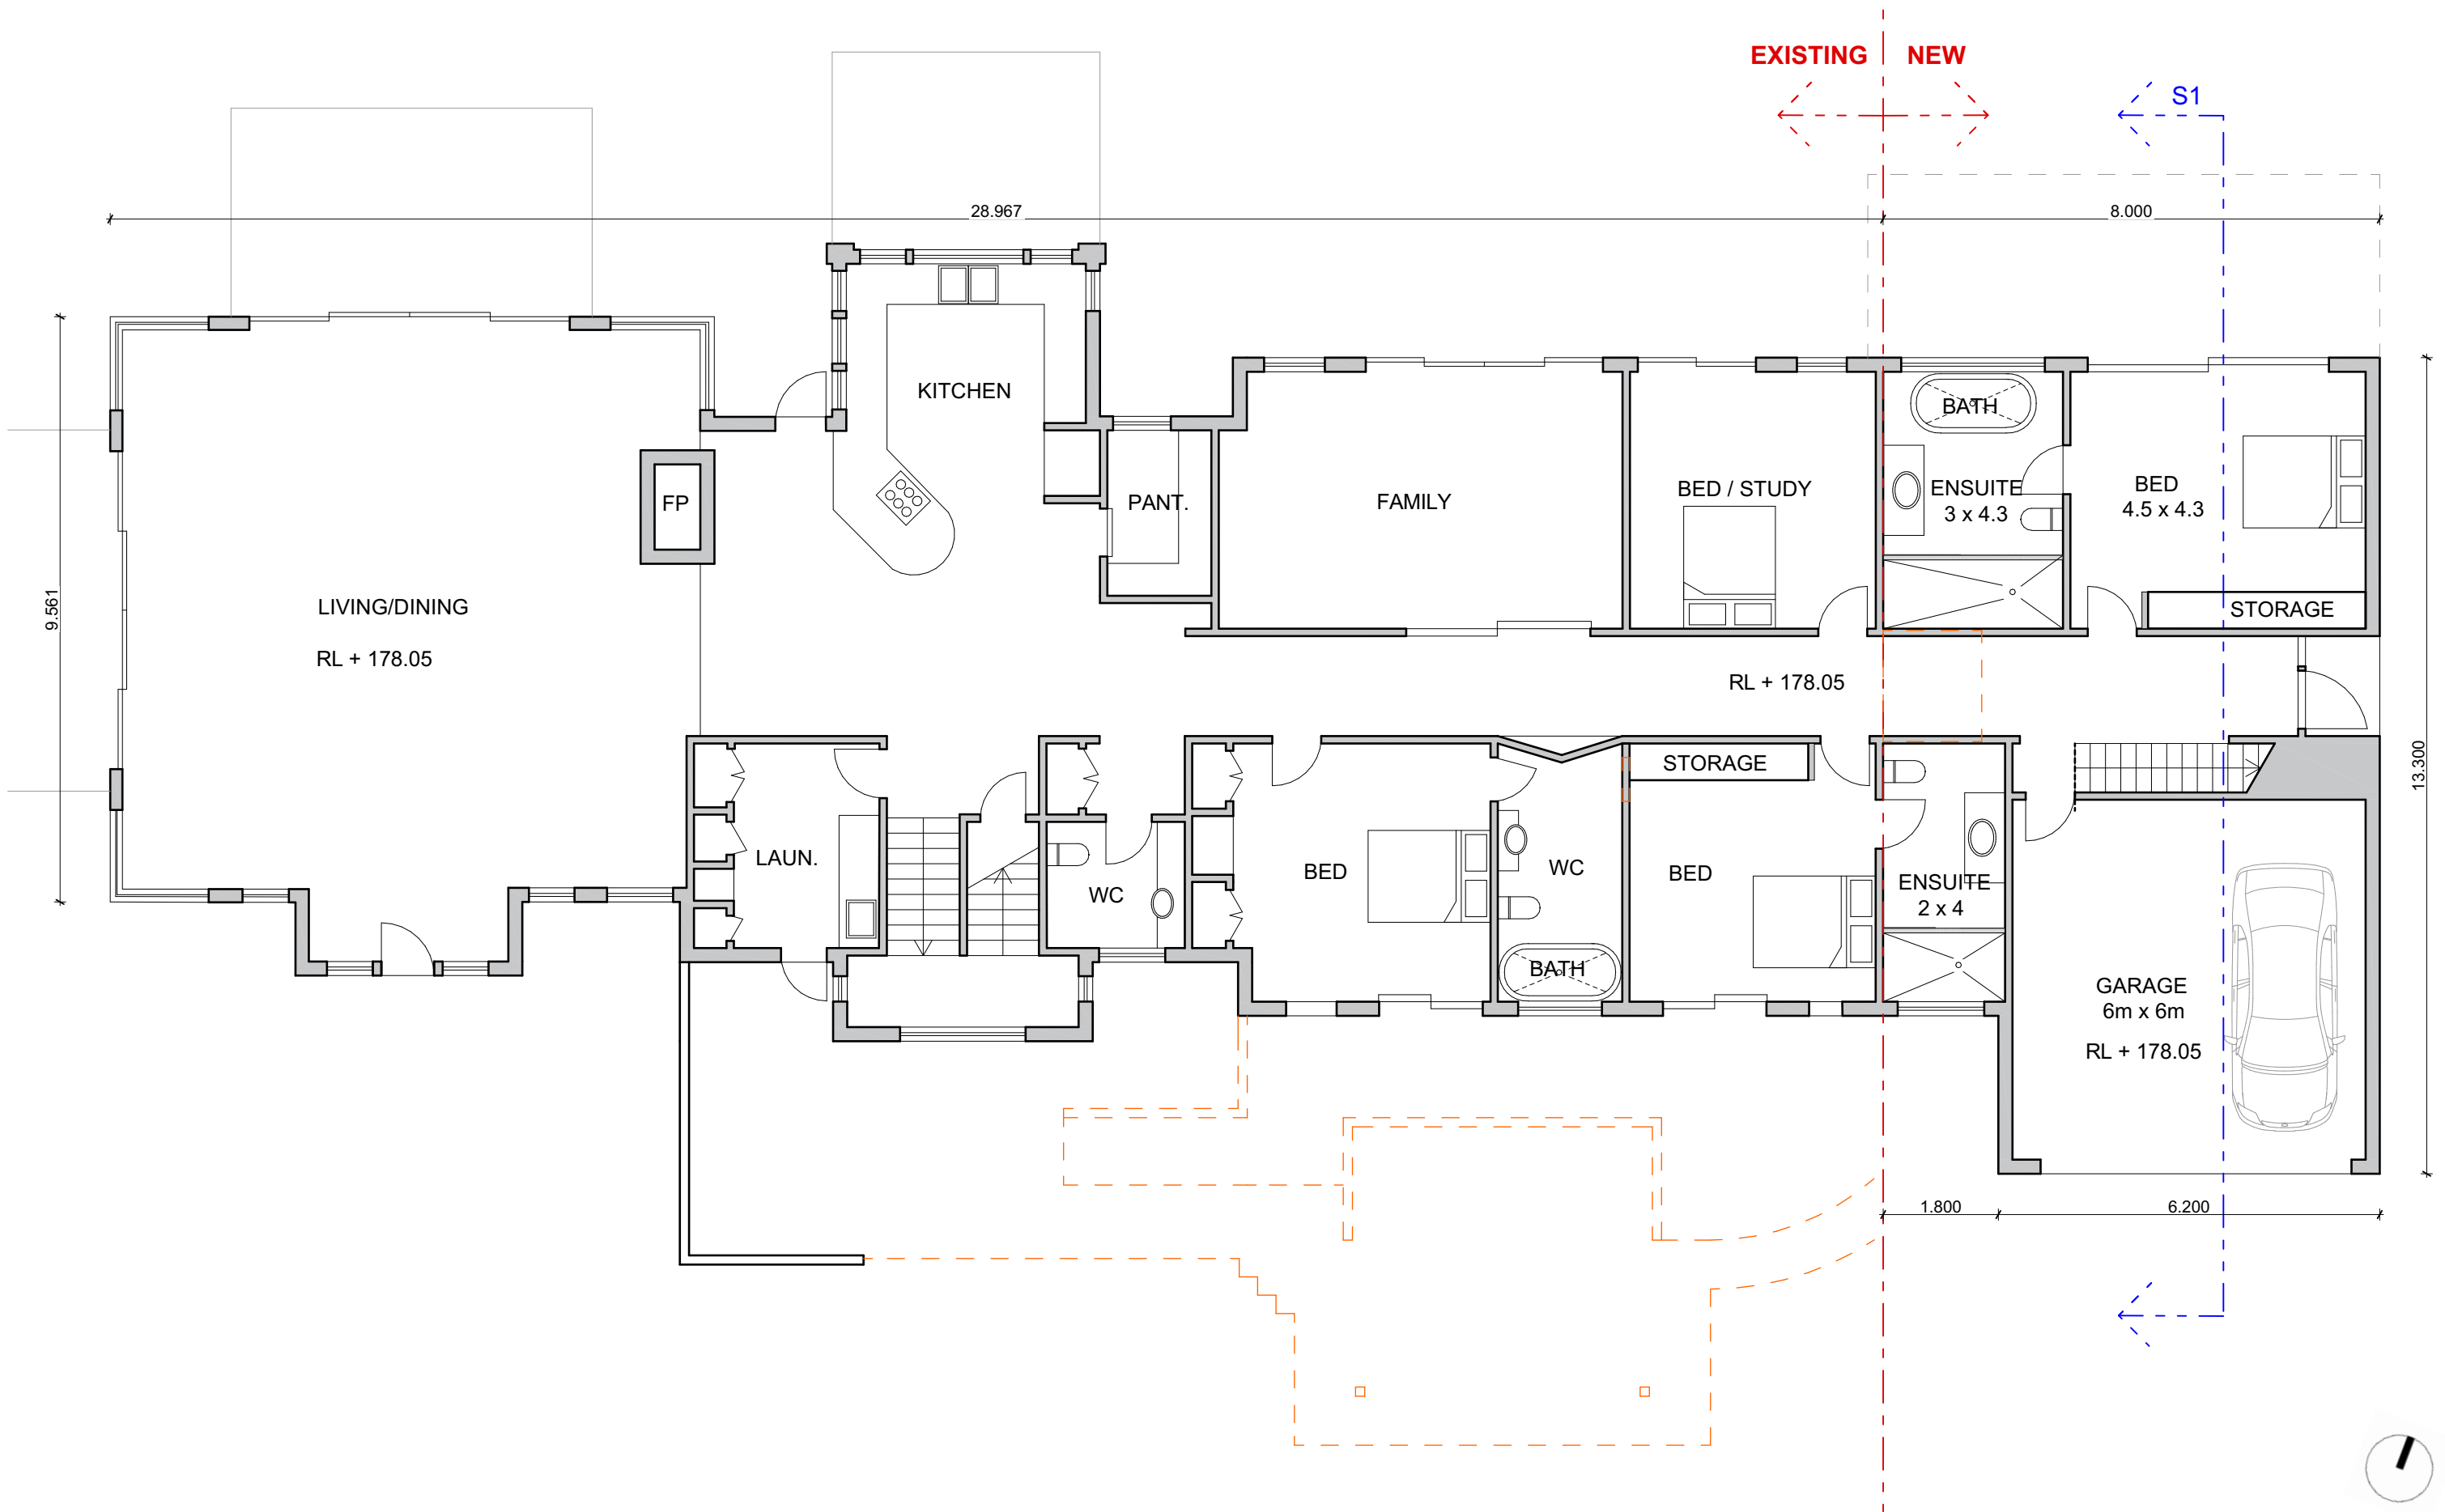 EXISTING NEW
S1
28.967
8.000
KITCHEN
BATH
FP
PANT.
FAMILY
BED / STUDY
ENSUITE
3 x 4.3
BED
4.5 x 4.3
9.561
LIVING/DINING
STORAGE
RL + 178.05
RL + 178.05
STORAGE
13.300
LAUN.
WC
BED
WC
BED
ENSUITE
2 x 4
BATH
GARAGE
6m x 6m
RL + 178.05
1.800
6.200